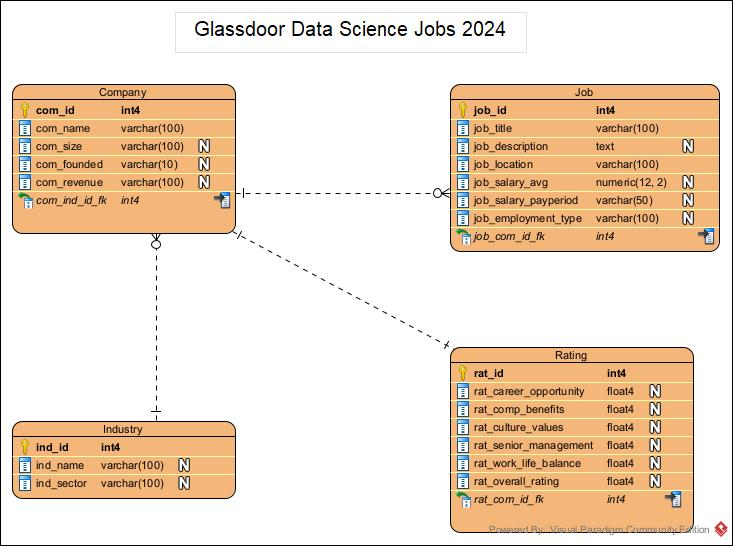 Glassdoor Data Science Jobs 2024
Company
com_id int4
com_name varchar(100)
com_size varchar(100) N
com_founded varchar(10) N
com_revenue varchar(100) N
com_ind_id_fk int4
Job
job_id int4
job_title varchar(100)
job_description text N
job_location varchar(100)
job_salary_avg numeric(12, 2) N
job_salary_payperiod varchar(50) N
job_employment_type varchar(100) N
job_com_id_fk int4
Industry
ind_id int4
ind_name varchar(100) N
ind_sector varchar(100) N
Rating
rat_id int4
rat_career_opportunity float4 N
rat_comp_benefits float4 N
rat_culture_values float4 N
rat_senior_management float4 N
rat_work_life_balance float4 N
rat_overall_rating float4 N
rat_com_id_fk int4
Powered By: Visual Paradigm Community Edition